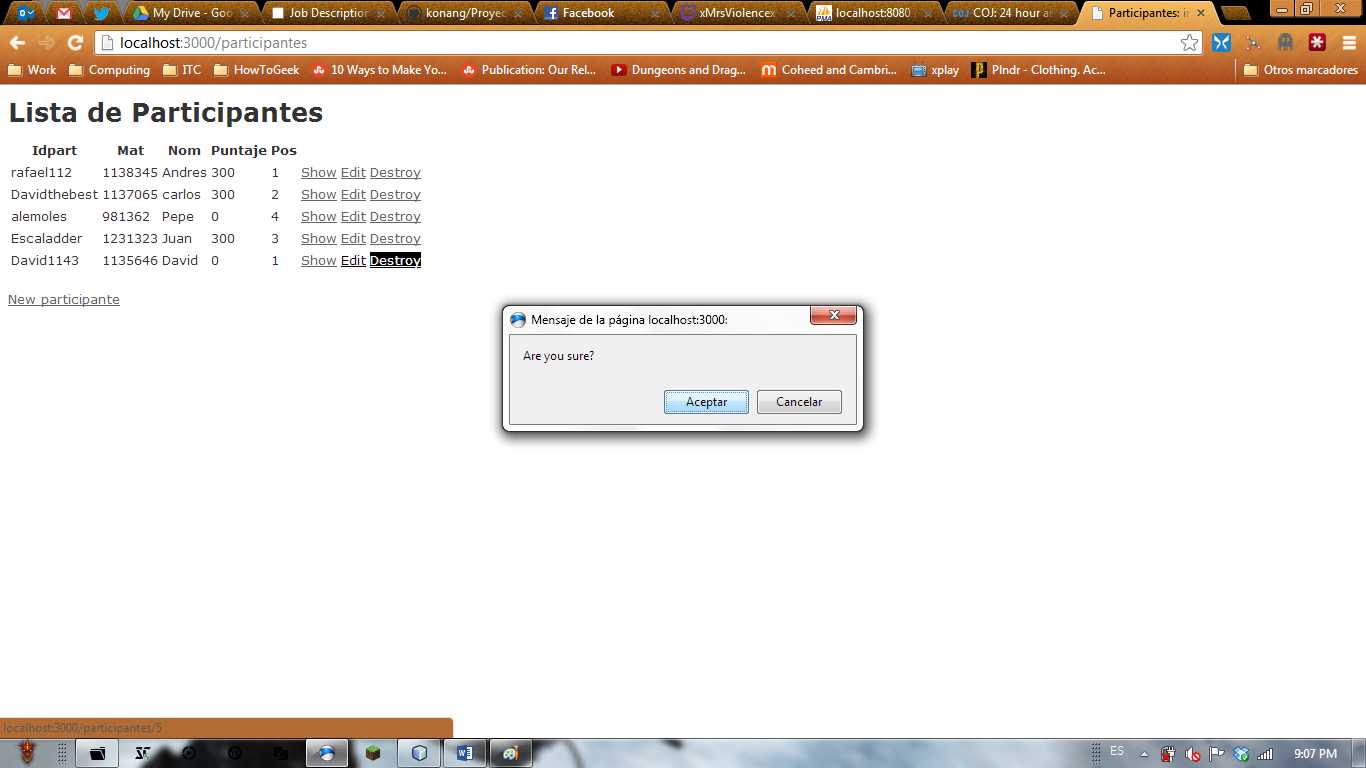 My Drive - Goo
Job Description
konang/Proyec
Facebook
xMrsViolencex
localhost:8080
COJ: 24 hour a
Participantes: i
localhost:3000/participantes
Work
Computing
ITC
HowToGeek
10 Ways to Make Yo...
Publication: Our Rel...
Dungeons and Drag...
Coheed and Cambri...
xplay
Plndr - Clothing. Ac...
Otros marcadores
Lista de Participantes
Idpart Mat Nom Puntaje Pos
rafael112 1138345 Andres 300 1 Show Edit Destroy
Davidthebest 1137065 carlos 300 2 Show Edit Destroy
alemoles 981362 Pepe 0 4 Show Edit Destroy
Escaladder 1231323 Juan 300 3 Show Edit Destroy
David1143 1135646 David 0 1 Show Edit Destroy
New participante
Mensaje de la página localhost:3000:
Are you sure?
Aceptar Cancelar
localhost:3000/participantes/5
ES
9:07 PM